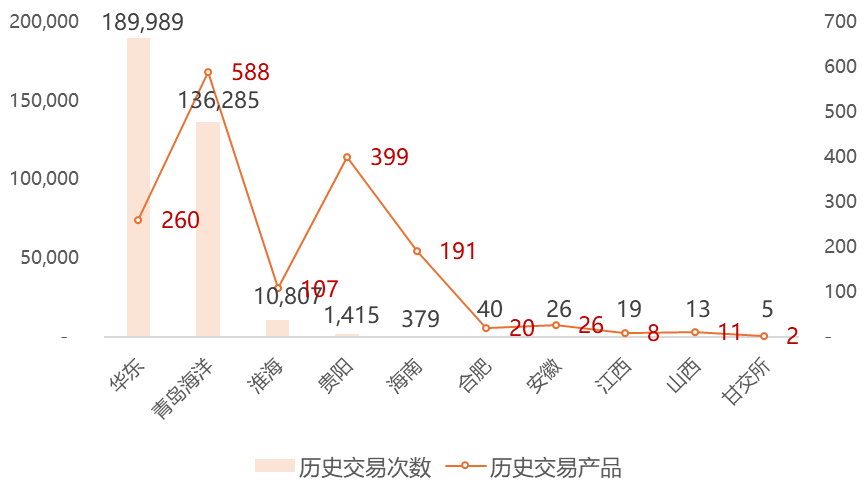 200,000
150,000
100,000
50,000
-
700
600
500
400
300
200
100
-
189,989
136,285
10,807
1,415
379
40
26
19
13
5
260
588
107
399
191
20
26
8
11
2
华东
青岛海洋
淮海
贵阳
海南
合肥
安徽
江西
山西
甘交所
历史交易次数
历史交易产品